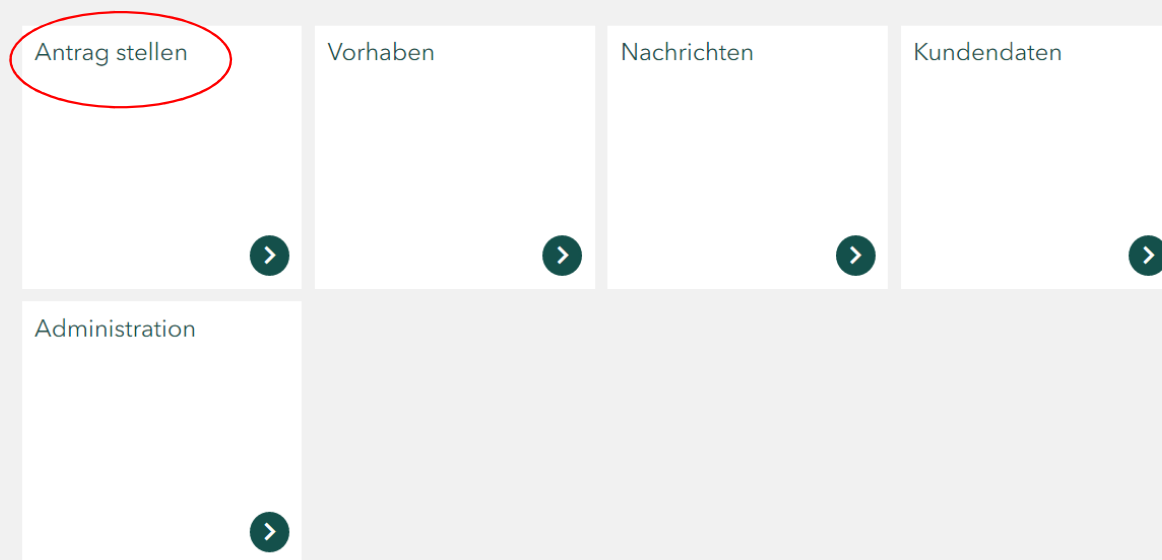 Antrag stellen
Vorhaben
Nachrichten
Kundendaten
Administration